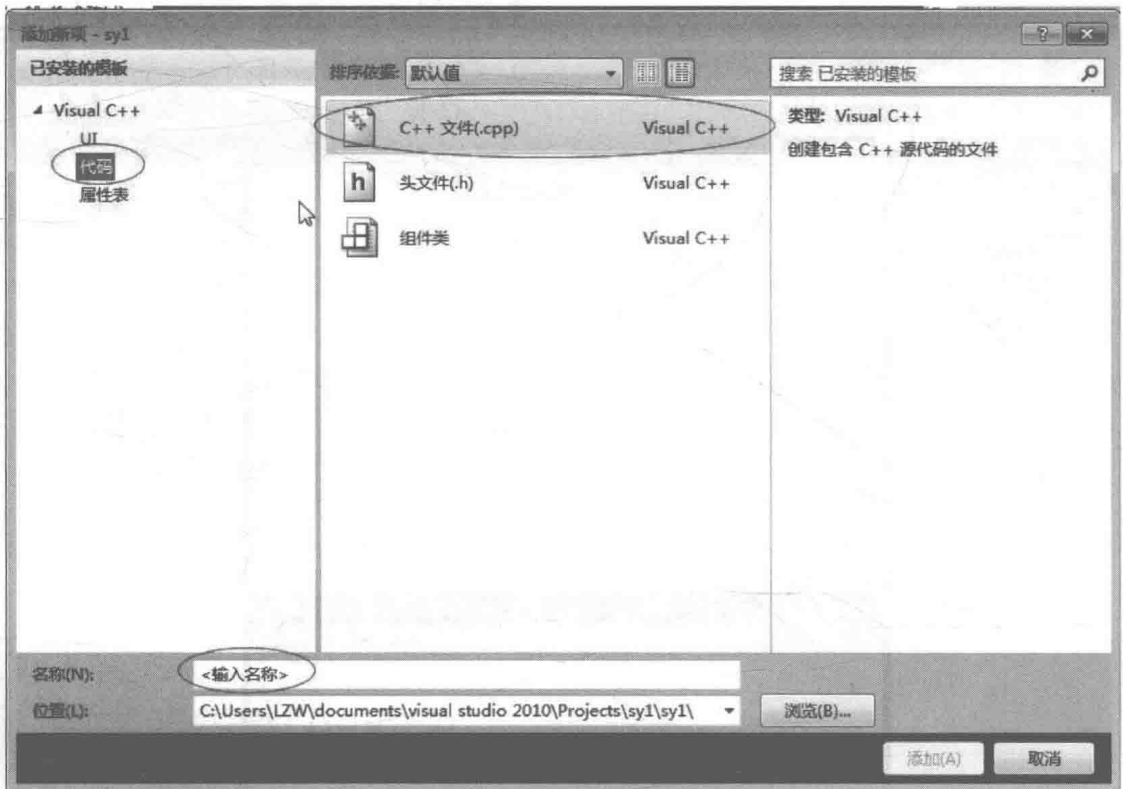 添加新项 - sy1
已安装的模板
排序依据: 默认值
搜索 已安装的模板
Visual C++
UI
代码
属性表
C++ 文件(.cpp) Visual C++
头文件(.h) Visual C++
组件类 Visual C++
类型: Visual C++
创建包含 C++ 源代码的文件
名称(N): <输入名称>
位置(L): C:\Users\LZW\documents\visual studio 2010\Projects\sy1\sy1\
浏览(B)...
添加(A)
取消